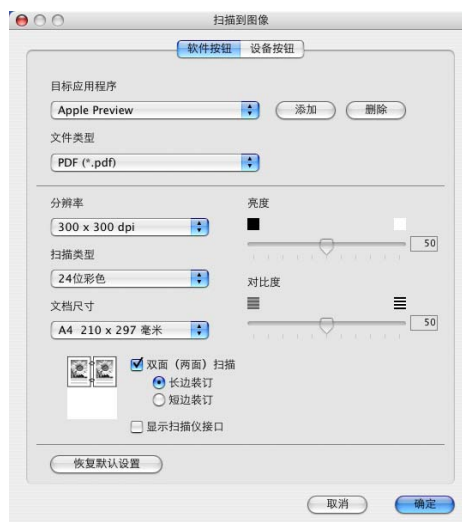 扫描到图像
软件按钮 设备按钮
目标应用程序
Apple Preview 添加 删除
文件类型
PDF (*.pdf)
分辨率 亮度
300 x 300 dpi
50
扫描类型
24位彩色 对比度
文档尺寸
A4 210 x 297 毫米 50
双面（两面）扫描
长边装订
短边装订
显示扫描仪接口
恢复默认设置
取消 确定